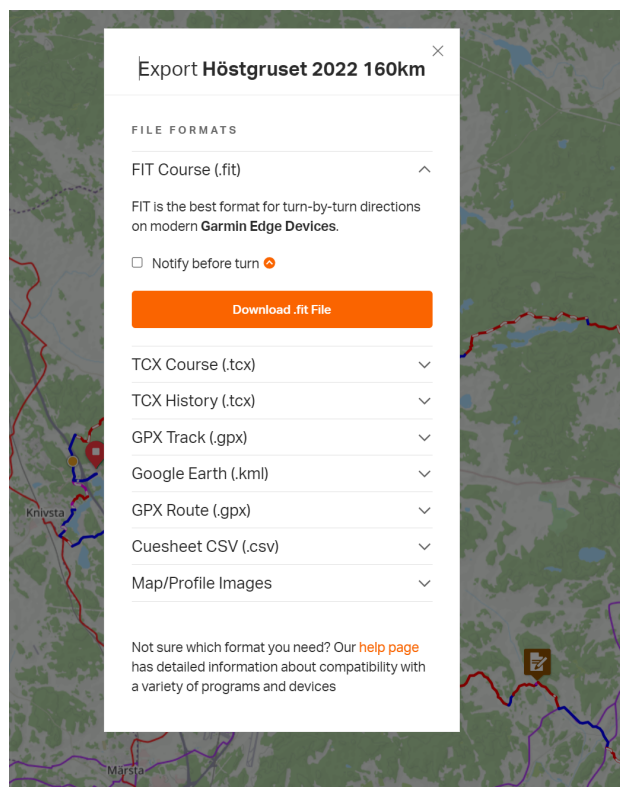 Export Höstgruset 2022 160km
FILE FORMATS
FIT Course (.fit)
FIT is the best format for turn-by-turn directions
on modern Garmin Edge Devices.
Notify before turn
Download .fit File
TCX Course (.tcx)
TCX History (.tcx)
GPX Track (.gpx)
Google Earth (.kml)
Knivsta
GPX Route (.gpx)
Cuesheet CSV (.csv)
Map/Profile Images
Not sure which format you need? Our help page
has detailed information about compatibility with
a variety of programs and devices
Märsta